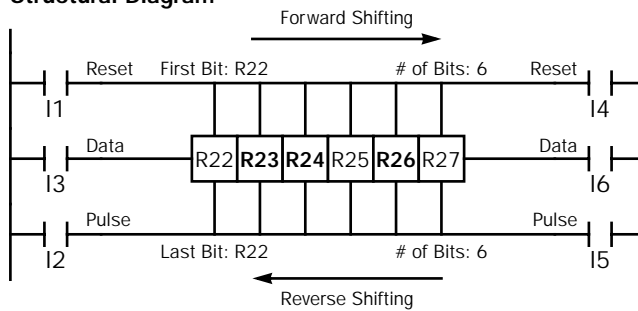 Structural Diagram
Forward Shifting
Reset First Bit: R22 # of Bits: 6 Reset
I1 I4
Data Data
R22 R23 R24 R25 R26 R27
I3 I6
Pulse Pulse
I2 Last Bit: R22 # of Bits: 6 I5
Reverse Shifting